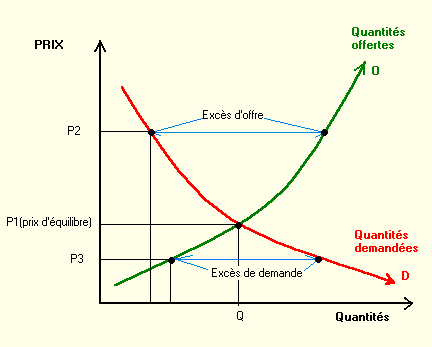 Quantités
offertes
PRIX
O
Excès d'offre
P2
P1(prix d'équilibre)
Quantités
demandées
P3
Excès de demande
D
Q
Quantités